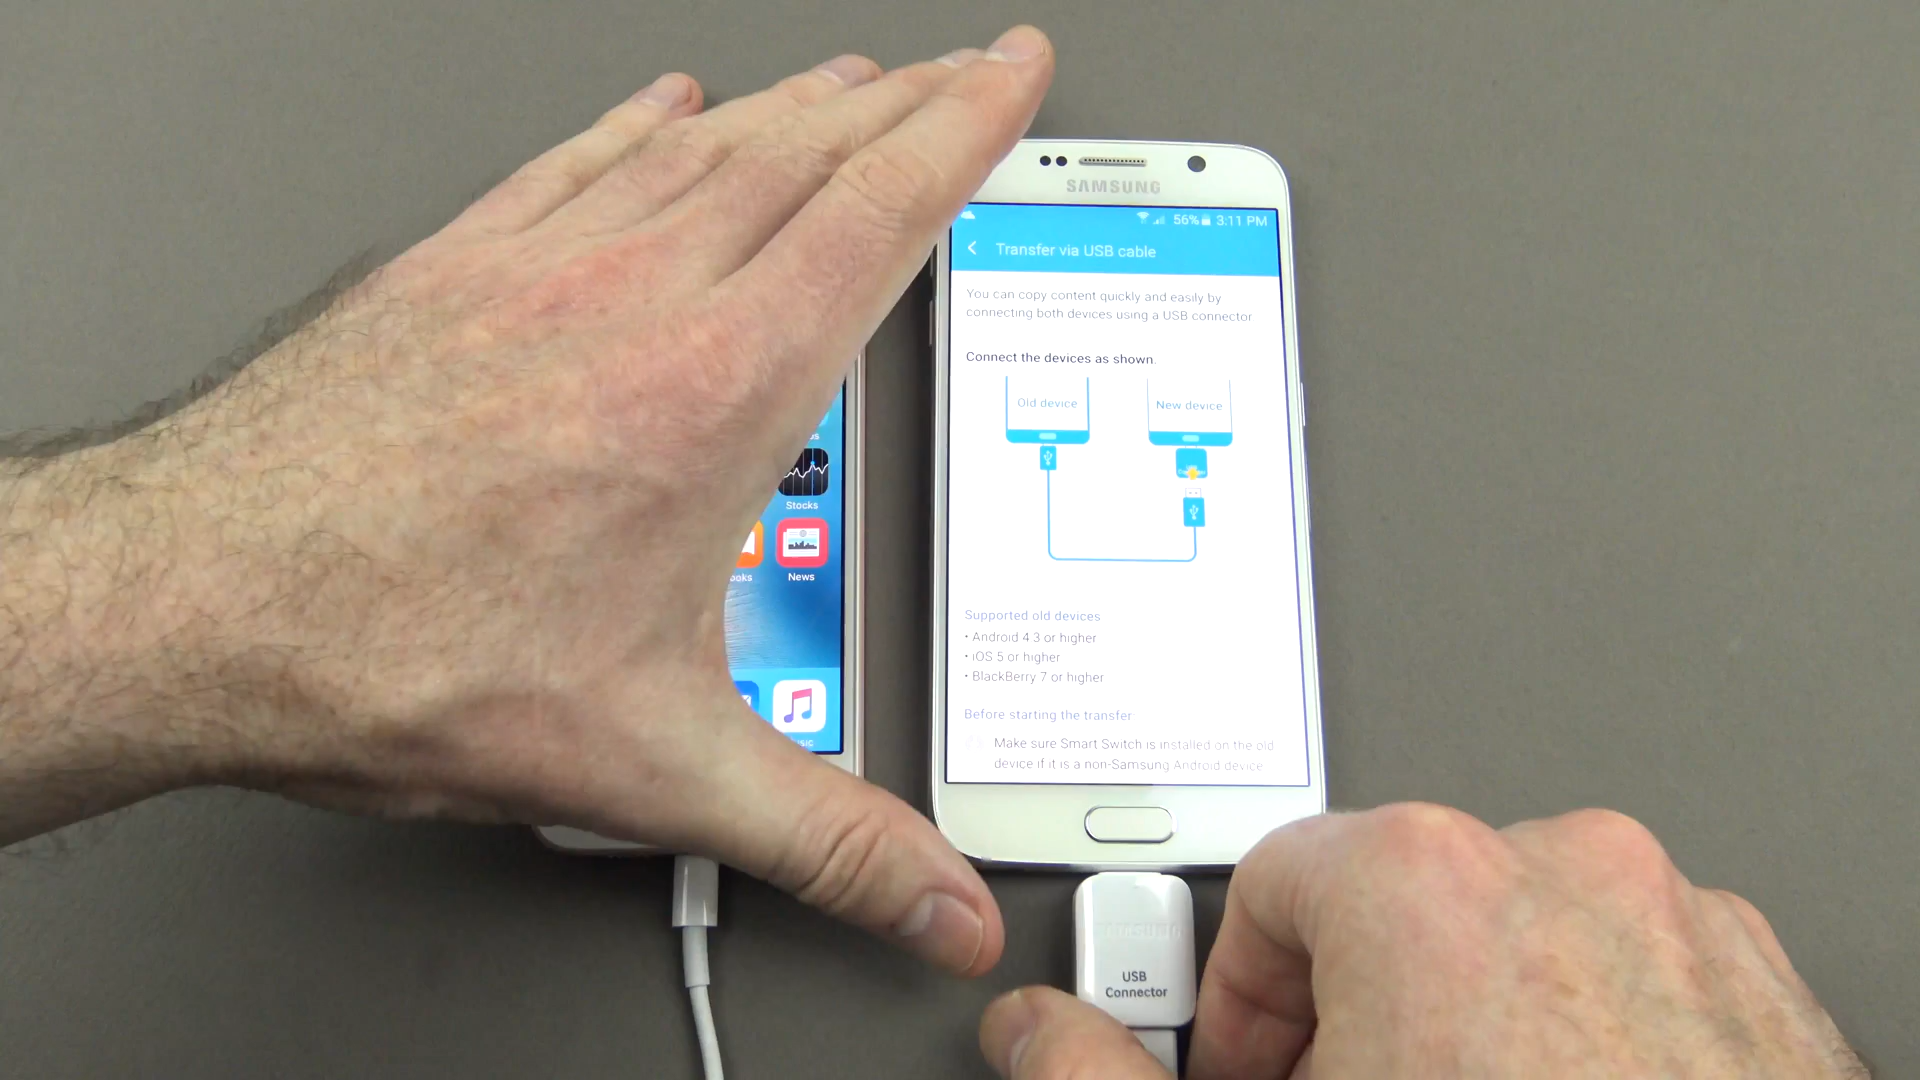 SAMSUNG
56% 3:11 PM
Transfer via USB cable
You can copy content quickly and easily by
connecting both devices using a USB connector
Connect the devices as shown.
Old device
New device
Supported old devices
• Android 4.3 or higher
• iOS 5 or higher
• BlackBerry 7 or higher
Before starting the transfer
Make sure Smart Switch is installed on the old
device if it is a non-Samsung Android device
Stocks
ooks
News
usic
SAMSUNG
USB
Connector